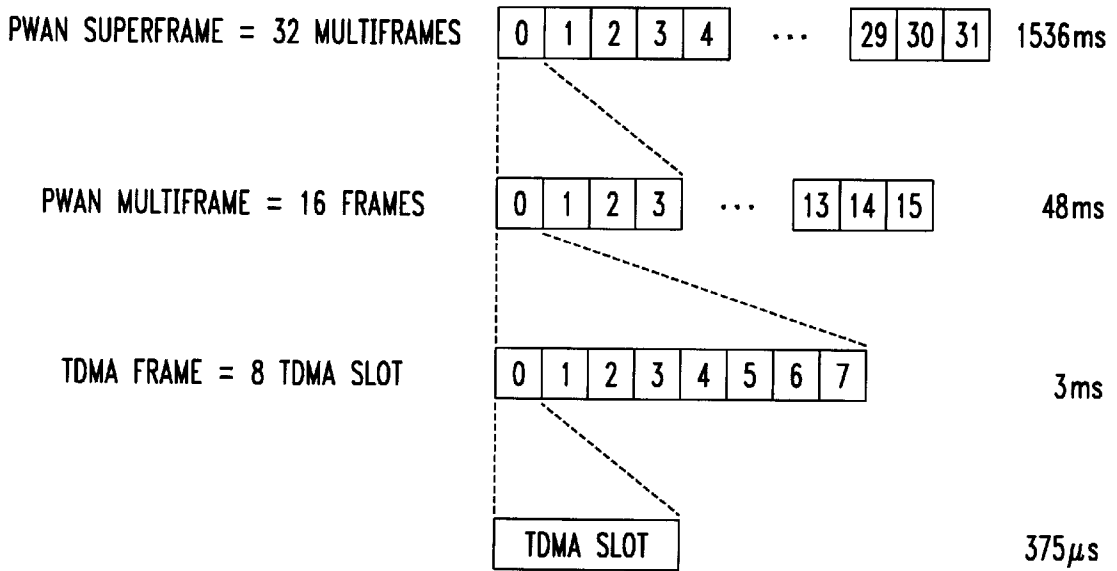 PWAN SUPERFRAME = 32 MULTIFRAMES 0 1 2 3 4 ... 29 30 31 1536ms
PWAN MULTIFRAME = 16 FRAMES 0 1 2 3 ... 13 14 15 48ms
TDMA FRAME = 8 TDMA SLOT 0 1 2 3 4 5 6 7 3ms
TDMA SLOT 375μs